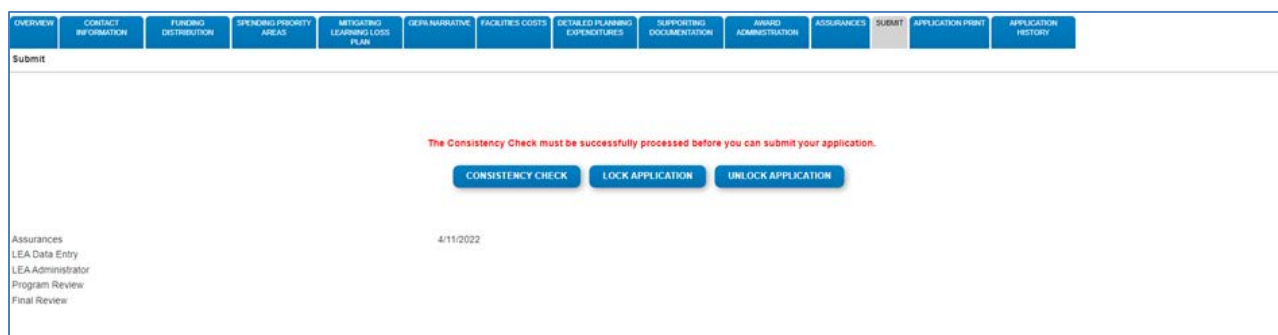 OVERVIEW
CONTACT
INFORMATION
FUNDING
DISTRIBUTION
SPENDING PRIORITY
AREAS
MITIGATING
LEARNING LOSS
PLAN
GEPA NARRATIVE
FACILITIES COSTS
DETAILED PLANNING
EXPENDITURES
SUPPORTING
DOCUMENTATION
AWARD
ADMINISTRATION
ASSURANCES
SUBMIT
APPLICATION PRINT
APPLICATION
HISTORY
Submit
The Consistency Check must be successfully processed before you can submit your application.
CONSISTENCY CHECK
LOCK APPLICATION
UNLOCK APPLICATION
Assurances 4/11/2022
LEA Data Entry
LEA Administrator
Program Review
Final Review